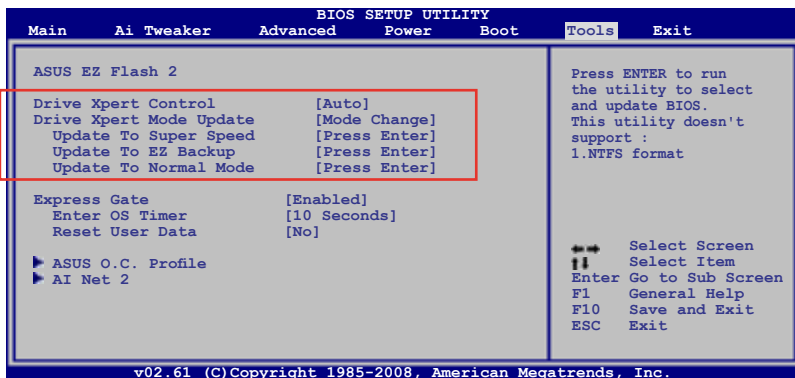 BIOS SETUP UTILITY
Main Ai Tweaker Advanced Power Boot Tools Exit
ASUS EZ Flash 2
Drive Xpert Control [Auto]
Drive Xpert Mode Update [Mode Change]
Update To Super Speed [Press Enter]
Update To EZ Backup [Press Enter]
Update To Normal Mode [Press Enter]
Express Gate [Enabled]
Enter OS Timer [10 Seconds]
Reset User Data [No]
ASUS O.C. Profile
AI Net 2
Press ENTER to run
the utility to select
and update BIOS.
This utility doesn't
support :
1.NTFS format
Select Screen
Select Item
Enter Go to Sub Screen
F1 General Help
F10 Save and Exit
ESC Exit
v02.61 (C)Copyright 1985-2008, American Megatrends, Inc.